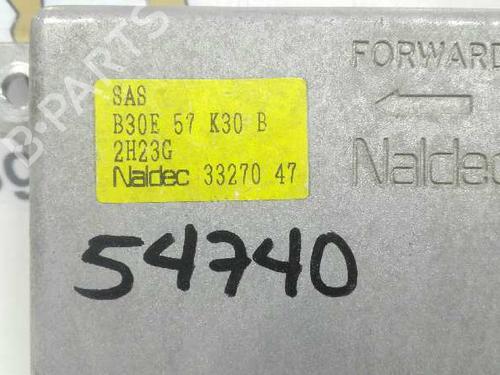 SAS
B30E 57 K30 B
2H23G
Naldec 33270 47
FORWARD
Naldec
54740
B-PARTS